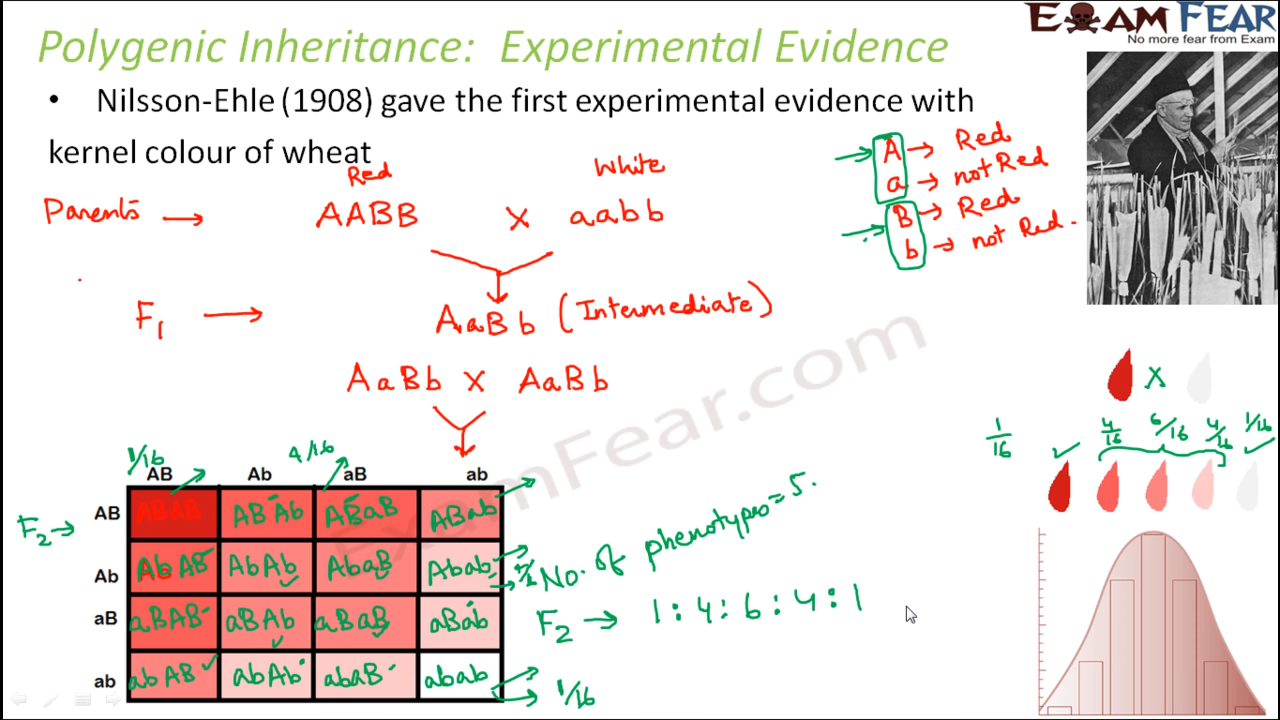 EXAM FEAR
No more fear from Exam
Polygenic Inheritance: Experimental Evidence
• Nilsson-Ehle (1908) gave the first experimental evidence with
kernel colour of wheat
Red
White
Parents → AABB X aabb
A → Red
a → not Red
B → Red
b → not Red.
F1 → AaBb (Intermediate)
AaBb X AaBb
X
1/16
4/16 6/16 4/16 1/16
1/16 4/16
AB Ab aB ab
F2 →
AB ABAB ABAb ABaB ABab
Ab AbAB AbAb AbaB Abab
aB aBAB aBAb aBaB aBab
ab abAB abAb abaB abab
No. of phenotypes = 5.
F2 → 1 : 4 : 6 : 4 : 1
1/16
ExamFear.com